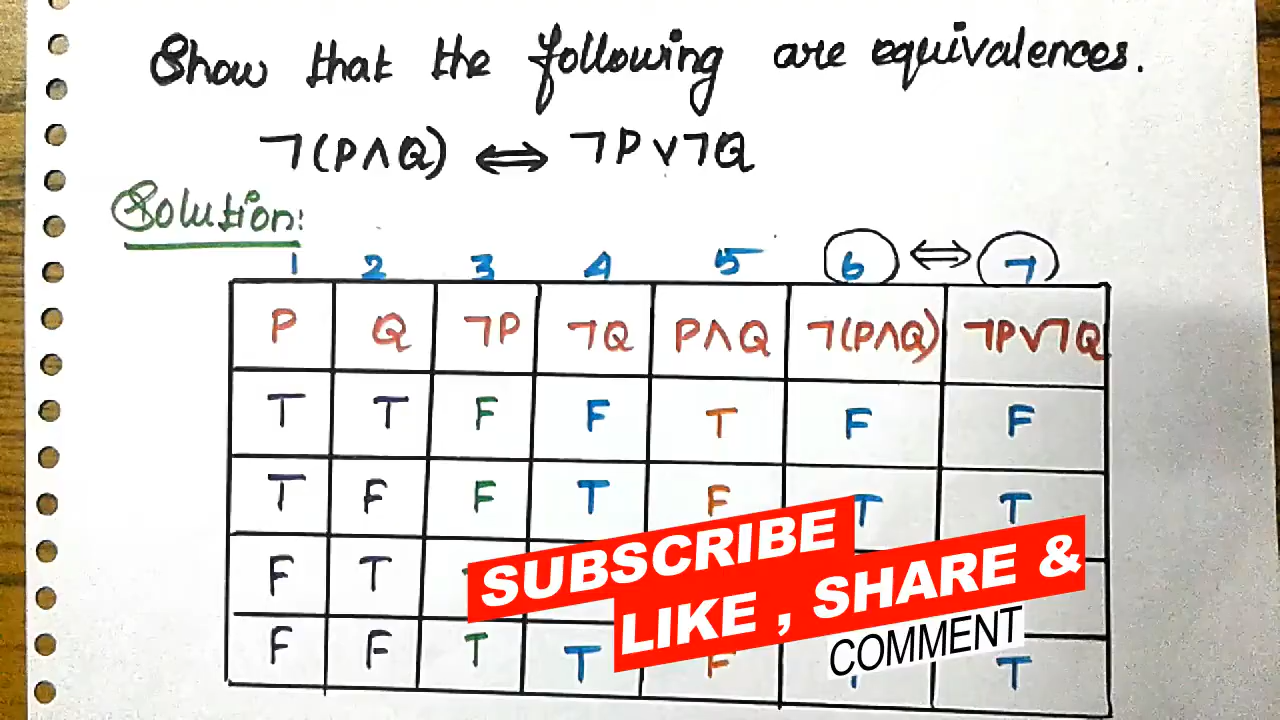 Show that the following are equivalences.
¬(P∧Q) ⇔ ¬P∨¬Q
Solution:
1 2 3 4 5 6 ⇔ 7
P Q ¬P ¬Q P∧Q ¬(P∧Q) ¬P∨¬Q
T T F F T F F
T F F T F T T
F T
F F T T F T
SUBSCRIBE
LIKE , SHARE &
COMMENT